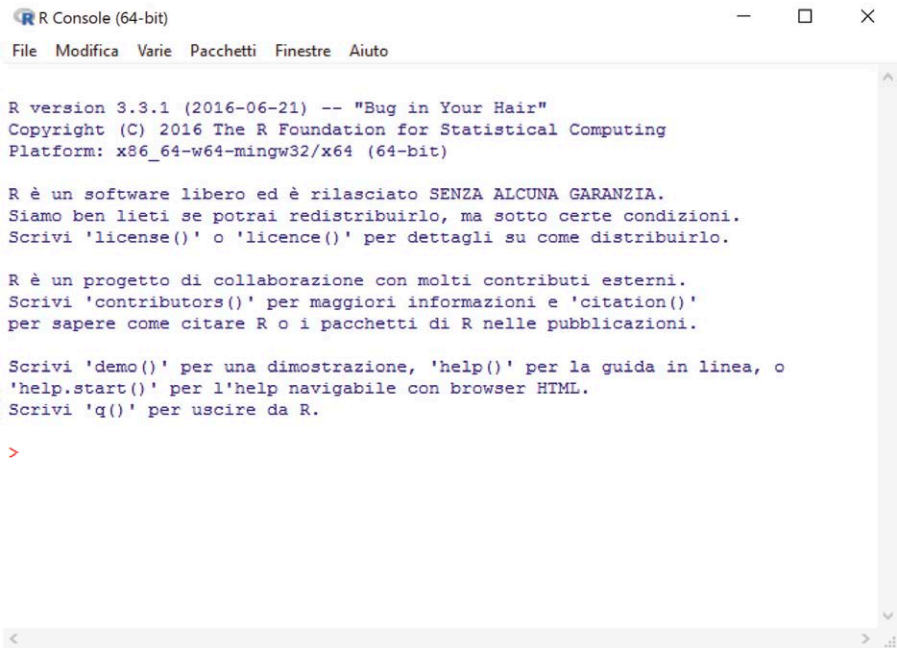 R Console (64-bit)
File Modifica Varie Pacchetti Finestre Aiuto
R version 3.3.1 (2016-06-21) -- "Bug in Your Hair"
Copyright (C) 2016 The R Foundation for Statistical Computing
Platform: x86_64-w64-mingw32/x64 (64-bit)
R è un software libero ed è rilasciato SENZA ALCUNA GARANZIA.
Siamo ben lieti se potrai redistribuirlo, ma sotto certe condizioni.
Scrivi 'license()' o 'licence()' per dettagli su come distribuirlo.
R è un progetto di collaborazione con molti contributi esterni.
Scrivi 'contributors()' per maggiori informazioni e 'citation()'
per sapere come citare R o i pacchetti di R nelle pubblicazioni.
Scrivi 'demo()' per una dimostrazione, 'help()' per la guida in linea, o
'help.start()' per l'help navigabile con browser HTML.
Scrivi 'q()' per uscire da R.
>